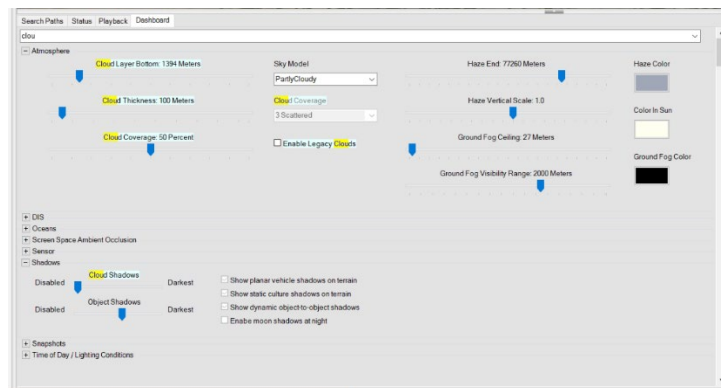 Search Paths Status Playback Dashboard
clou
Atmosphere
Cloud Layer Bottom: 1394 Meters
Cloud Thickness: 100 Meters
Cloud Coverage: 50 Percent
Sky Model
PartlyCloudy
Cloud Coverage
3 Scattered
Enable Legacy Clouds
Haze End: 77260 Meters
Haze Vertical Scale: 1.0
Ground Fog Ceiling: 27 Meters
Ground Fog Visibility Range: 2000 Meters
Haze Color
Color In Sun
Ground Fog Color
DIS
Oceans
Screen Space Ambient Occlusion
Sensor
Shadows
Cloud Shadows
Disabled Darkest
Object Shadows
Disabled Darkest
Show planar vehicle shadows on terrain
Show static culture shadows on terrain
Show dynamic object-to-object shadows
Enabe moon shadows at night
Snapshots
Time of Day / Lighting Conditions